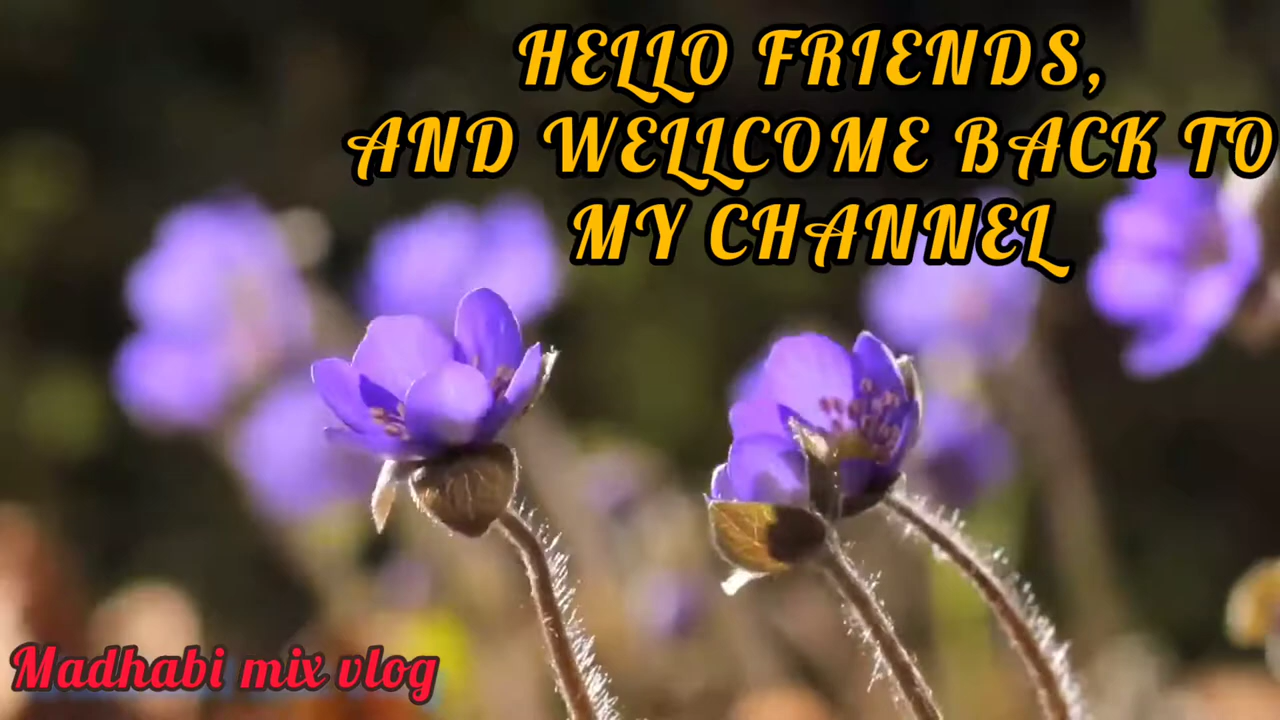 HELLO FRIENDS,
AND WELLCOME BACK TO
MY CHANNEL
Madhabi mix vlog